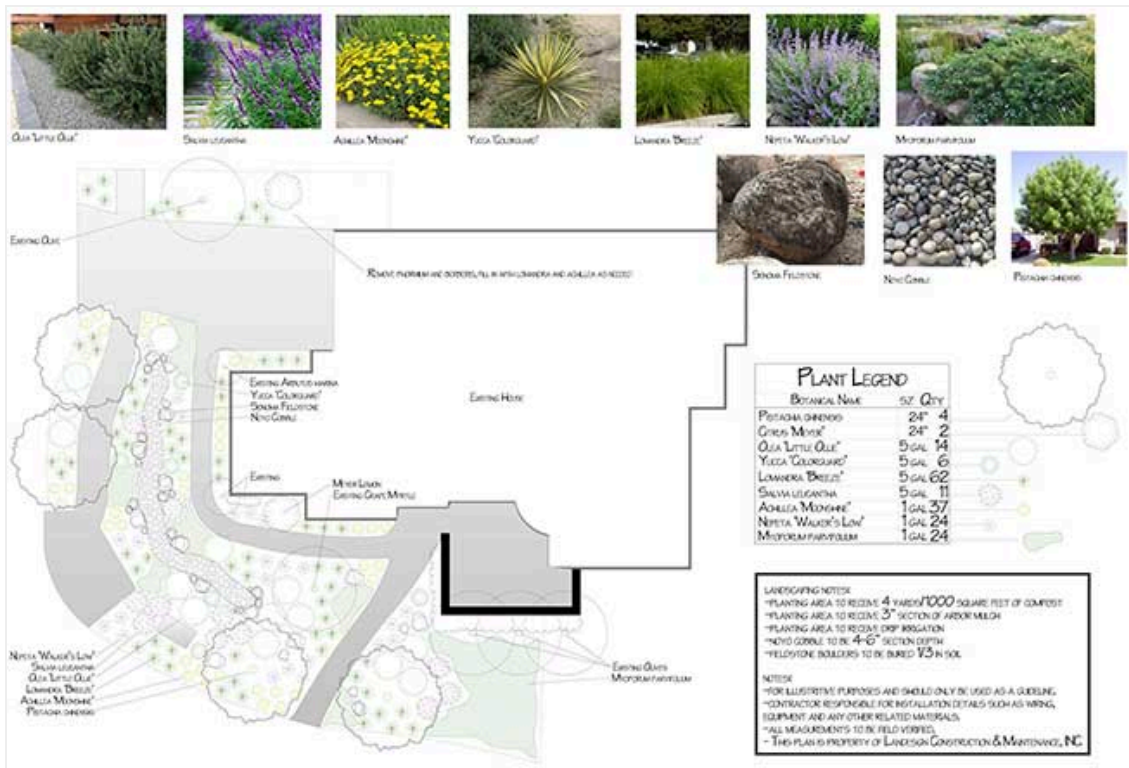 OLEA "LITTLE OLLIE"
SALVIA LEUCANTHA
ACHILLEA 'MOONSHINE'
YUCCA 'COLORGUARD'
LOMANDRA 'BREEZE'
NEPETA 'WALKER'S LOW'
MYOPORUM PARVIFOLIUM
SONOMA FIELDSTONE
NOYO COBBLE
PISTACHIA CHINENSIS
EXISTING OLIVE
REMOVE PHORMIUM AND BORDERS, FILL IN WITH LOMANDRA AND ACHILLEA AS NEEDED
EXISTING ARBUTUS MARINA
YUCCA 'COLORGUARD'
SONOMA FIELDSTONE
NOYO COBBLE
EXISTING HOUSE
EXISTING
MEYER LEMON
EXISTING CRAPE MYRTLE
PLANT LEGEND
BOTANICAL NAME SZ QTY
PISTACHIA CHINENSIS 24" 4
CITRUS 'MEYER' 24" 2
OLEA 'LITTLE OLLIE' 5 GAL 14
YUCCA 'COLORGUARD' 5 GAL 6
LOMANDRA 'BREEZE' 5 GAL 62
SALVIA LEUCANTHA 5 GAL 11
ACHILLEA 'MOONSHINE' 1 GAL 37
NEPETA 'WALKER'S LOW' 1 GAL 24
MYOPORUM PARVIFOLIUM 1 GAL 24
NEPETA 'WALKER'S LOW'
SALVIA LEUCANTHA
OLEA 'LITTLE OLLIE'
LOMANDRA 'BREEZE'
ACHILLEA 'MOONSHINE'
PISTACHIA CHINENSIS
EXISTING OLIVES
MYOPORUM PARVIFOLIUM
LANDSCAPING NOTES:
-PLANTING AREA TO RECEIVE 4 YARDS/1000 SQUARE FEET OF COMPOST
-PLANTING AREA TO RECEIVE 3" SECTION OF ARBOR MULCH
-PLANTING AREA TO RECEIVE DRIP IRRIGATION
-NOYO COBBLE TO BE 4-6" SECTION DEPTH
-FIELDSTONE BOULDERS TO BE BURIED 1/3 IN SOIL
NOTES:
-FOR ILLUSTRITIVE PURPOSES AND SHOULD ONLY BE USED AS A GUIDELINE.
-CONTRACTOR RESPONSIBLE FOR INSTALLATION DETAILS SUCH AS WIRING,
EQUIPMENT AND ANY OTHER RELATED MATERIALS.
-ALL MEASUREMENTS TO BE FIELD VERIFIED.
- THIS PLAN IS PROPERTY OF LANDESIGN CONSTRUCTION & MAINTENANCE, INC